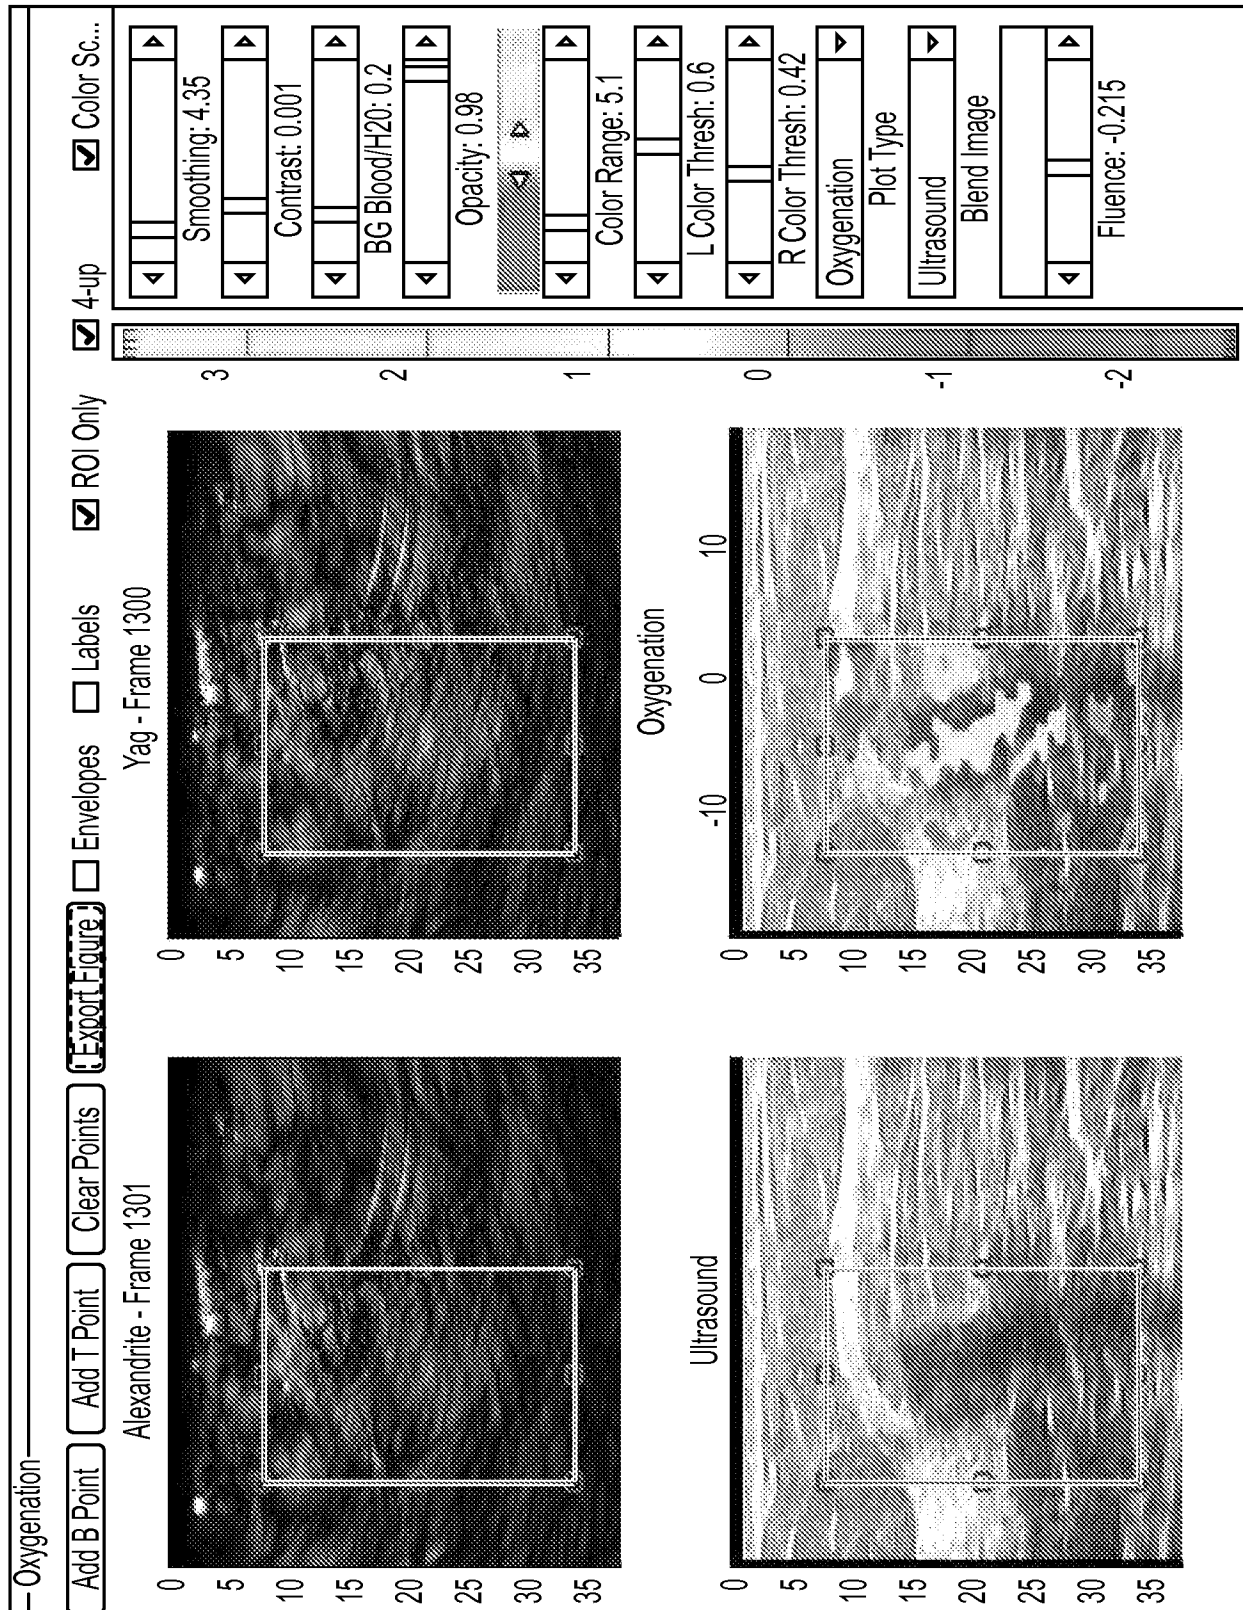 Oxygenation
Add B Point
Add T Point
Clear Points
Export Figure
Envelopes
Labels
ROI Only
4-up
Color Sc...
Alexandrite - Frame 1301
0
5
10
15
20
25
30
35
Yag - Frame 1300
0
5
10
15
20
25
30
35
Ultrasound
0
5
10
15
20
25
30
35
Oxygenation
-10
0
10
0
5
10
15
20
25
30
35
3
2
1
0
-1
-2
Smoothing: 4.35
Contrast: 0.001
BG Blood/H20: 0.2
Opacity: 0.98
Color Range: 5.1
L Color Thresh: 0.6
R Color Thresh: 0.42
Oxygenation
Plot Type
Ultrasound
Blend Image
Fluence: -0.215